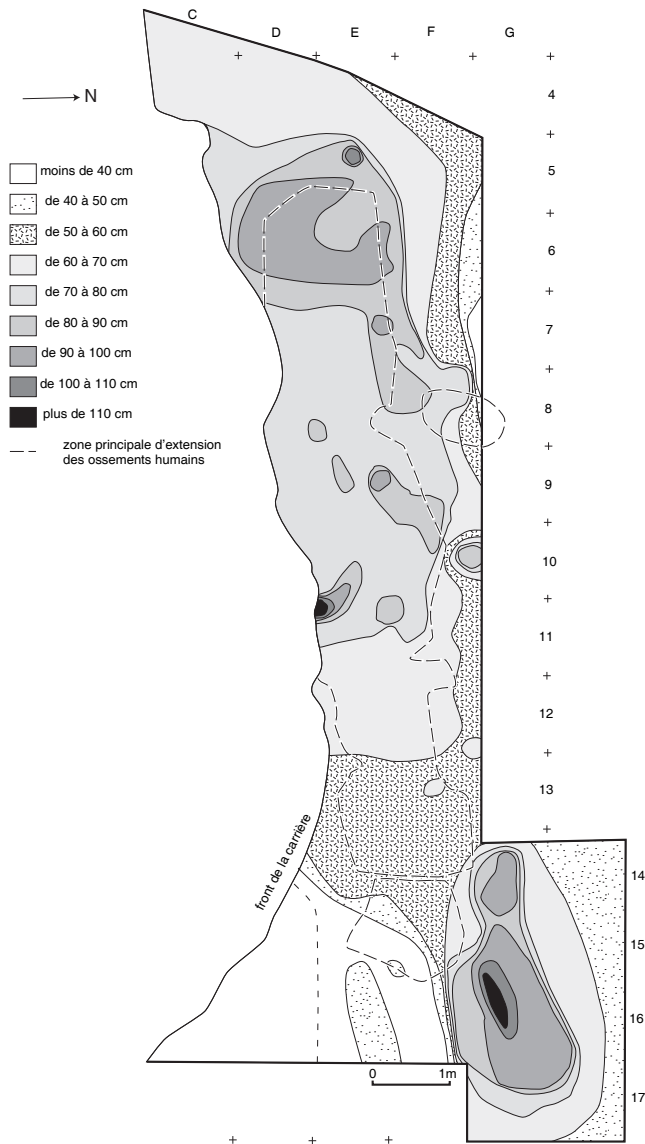 C
D
E
F
G
N
4
5
6
7
8
9
10
11
12
13
14
15
16
17
moins de 40 cm
de 40 à 50 cm
de 50 à 60 cm
de 60 à 70 cm
de 70 à 80 cm
de 80 à 90 cm
de 90 à 100 cm
de 100 à 110 cm
plus de 110 cm
zone principale d'extension
des ossements humains
front de la carrière
0 1m